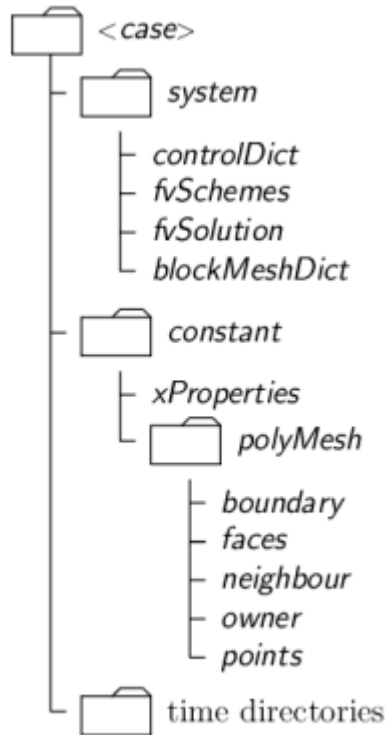 <case>
system
controlDict
fvSchemes
fvSolution
blockMeshDict
constant
xProperties
polyMesh
boundary
faces
neighbour
owner
points
time directories